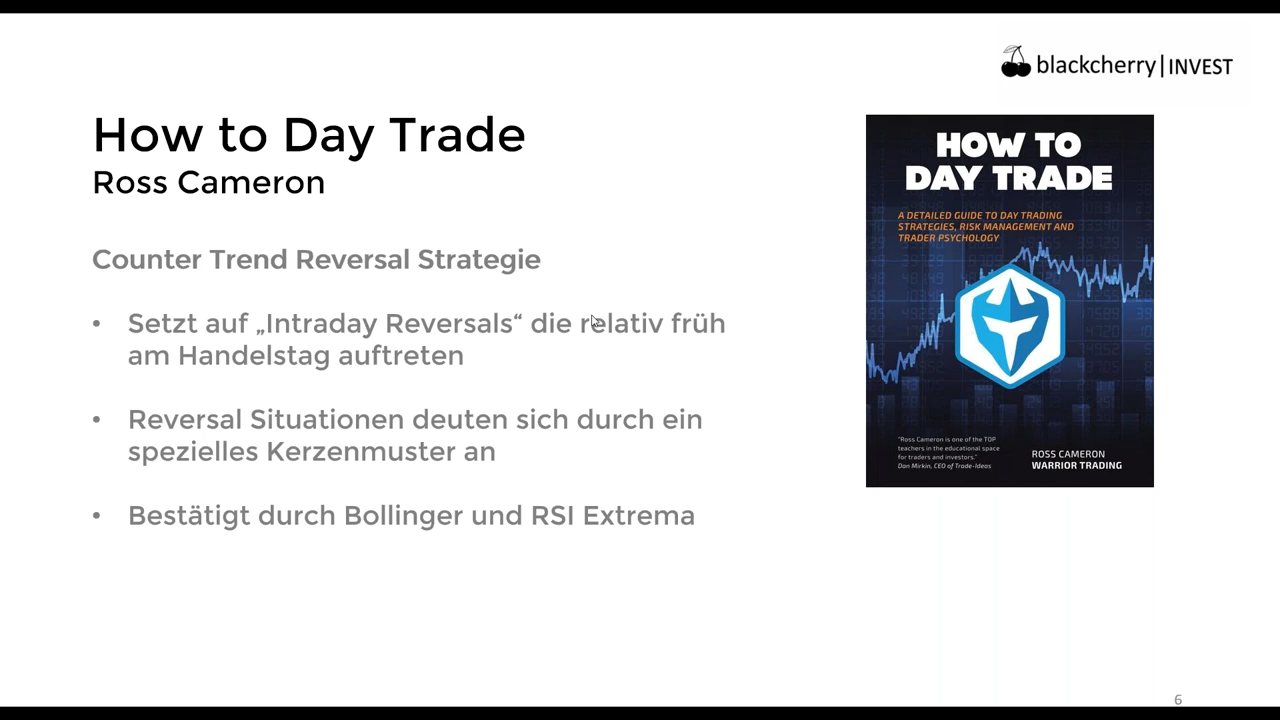 blackcherry|INVEST
How to Day Trade
Ross Cameron
Counter Trend Reversal Strategie
• Setzt auf „Intraday Reversals“ die relativ früh
am Handelstag auftreten
• Reversal Situationen deuten sich durch ein
spezielles Kerzenmuster an
• Bestätigt durch Bollinger und RSI Extrema
HOW TO
DAY TRADE
A DETAILED GUIDE TO DAY TRADING
STRATEGIES, RISK MANAGEMENT AND
TRADER PSYCHOLOGY
"Ross Cameron is one of the TOP
teachers in the educational space
for traders and investors."
Dan Mirkin, CEO of Trade-Ideas
ROSS CAMERON
WARRIOR TRADING
6